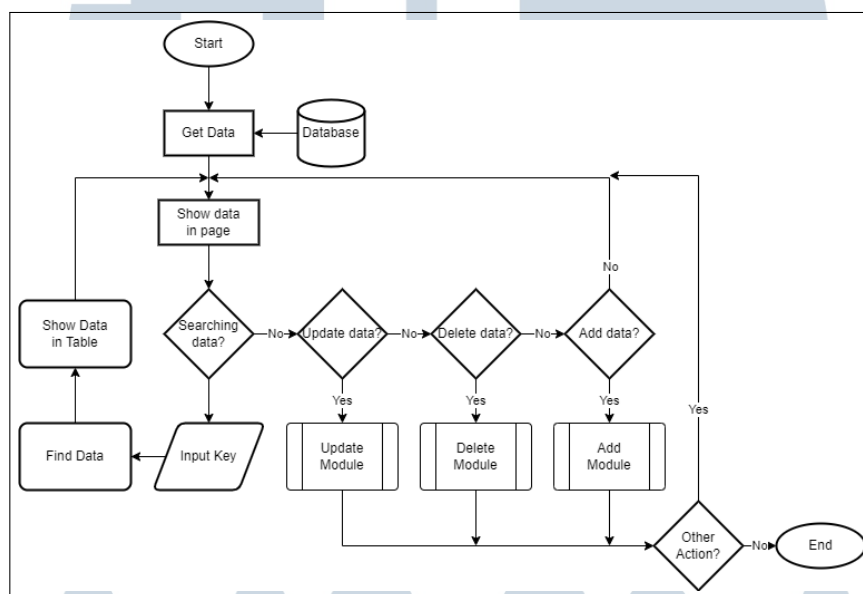 Start
Get Data
Database
Show data
in page
No
Show Data
in Table
Searching
data?
No
Update data?
No
Delete data?
No
Add data?
Yes
Yes
Yes
Yes
Find Data
Input Key
Update
Module
Delete
Module
Add
Module
Other
Action?
No
End